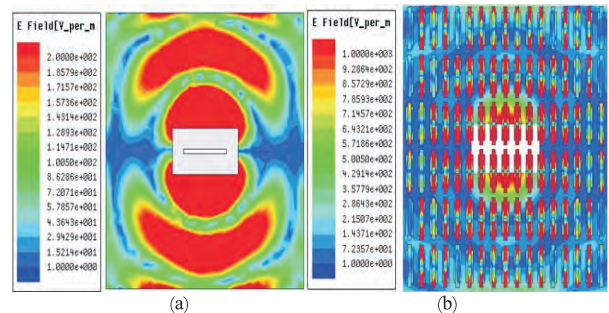 E Field[V_per_m
2.0000e+002
1.8579e+002
1.7157e+002
1.5736e+002
1.4314e+002
1.2893e+002
1.1471e+002
1.0050e+002
8.6286e+001
7.2071e+001
5.7857e+001
4.3643e+001
2.9429e+001
1.5214e+001
1.0000e+000
(a)
E Field[V_per_m
1.0000e+003
9.2864e+002
8.5729e+002
7.8593e+002
7.1457e+002
6.4321e+002
5.7186e+002
5.0050e+002
4.2914e+002
3.5779e+002
2.8643e+002
2.1507e+002
1.4371e+002
7.2357e+001
1.0000e+000
(b)